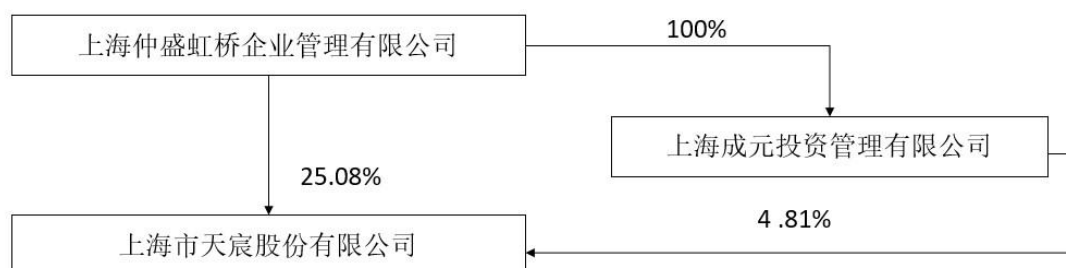 上海仲盛虹桥企业管理有限公司
100%
上海成元投资管理有限公司
25.08%
4 .81%
上海市天宸股份有限公司